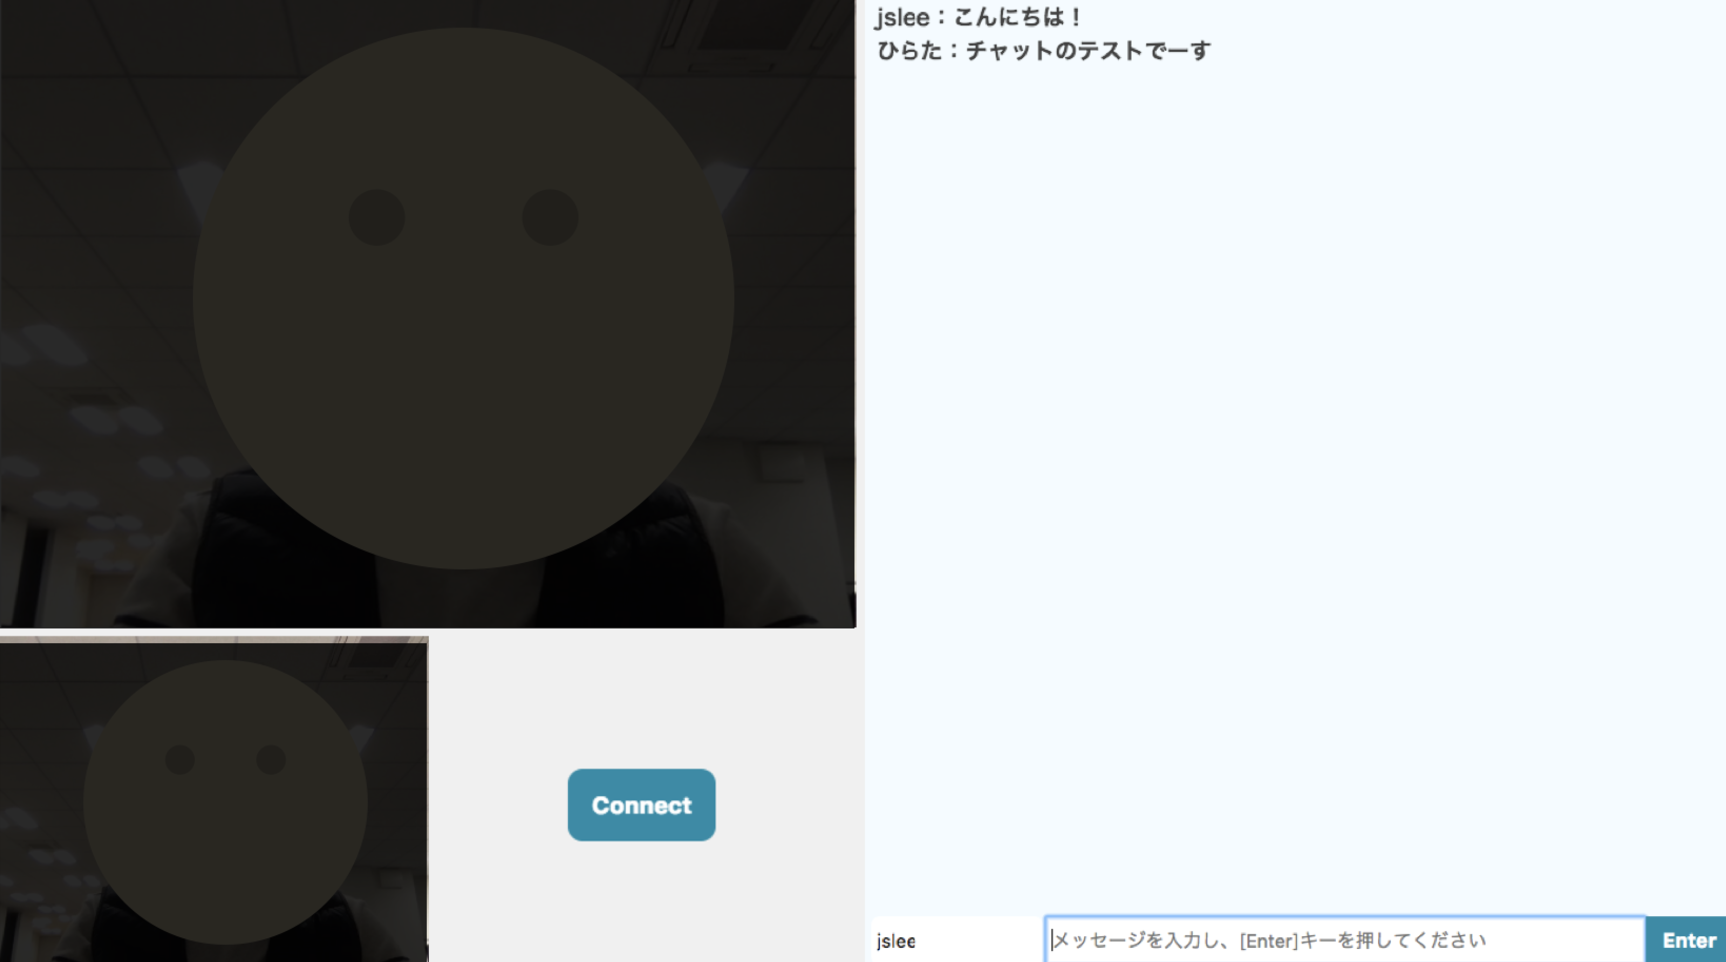 jslee：こんにちは！
ひらた：チャットのテストでーす
Connect
jslee
メッセージを入力し、[Enter]キーを押してください
Enter